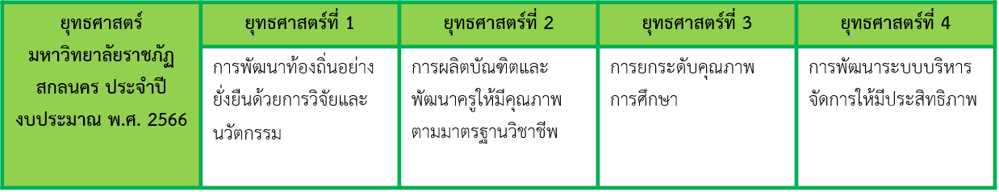 ยุทธศาสตร์
มหาวิทยาลัยราชภัฏ
สกลนคร ประจำปี
งบประมาณ พ.ศ. 2566
ยุทธศาสตร์ที่ 1
ยุทธศาสตร์ที่ 2
ยุทธศาสตร์ที่ 3
ยุทธศาสตร์ที่ 4
การพัฒนาท้องถิ่นอย่าง
ยั่งยืนด้วยการวิจัยและ
นวัตกรรม
การผลิตบัณฑิตและ
พัฒนาครูให้มีคุณภาพ
ตามมาตรฐานวิชาชีพ
การยกระดับคุณภาพ
การศึกษา
การพัฒนาระบบบริหาร
จัดการให้มีประสิทธิภาพ